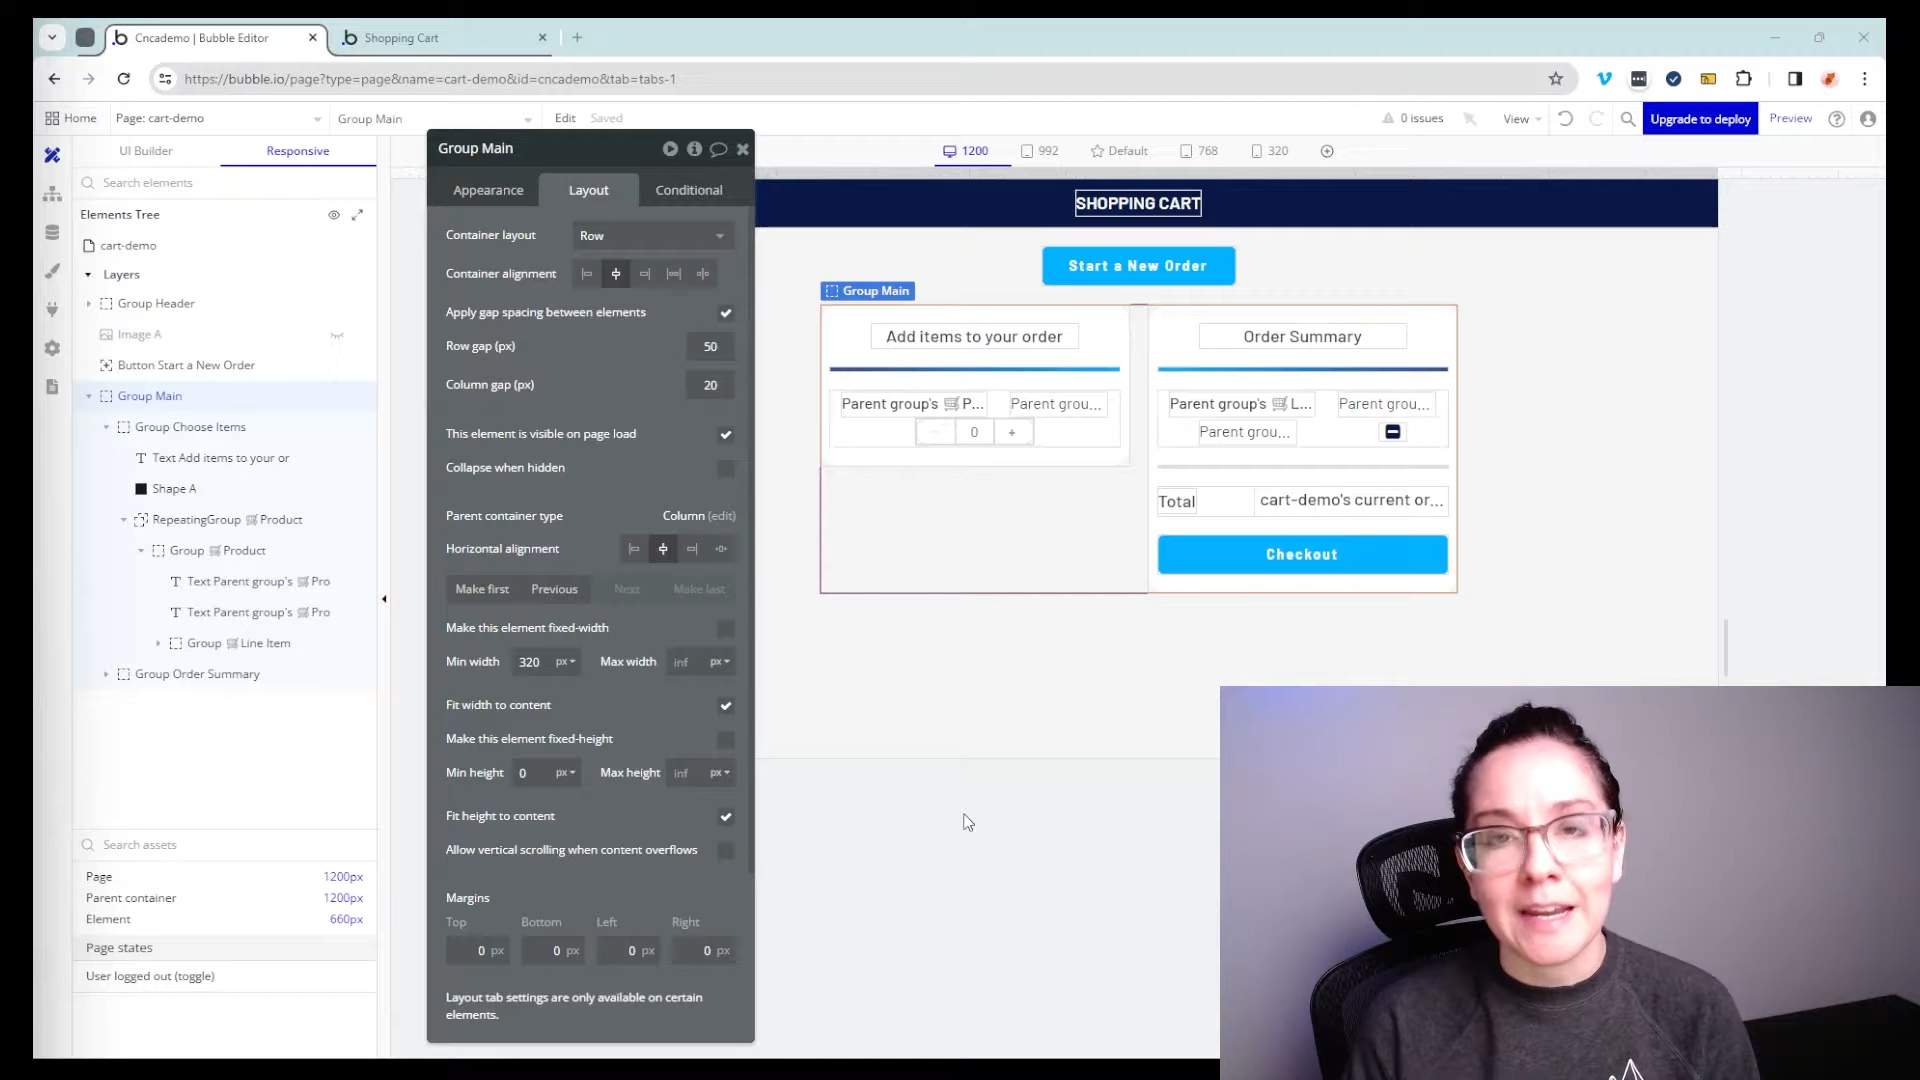 Cncademo | Bubble Editor
Shopping Cart
https://bubble.io/page?type=page&name=cart-demo&id=cncademo&tab=tabs-1
Home
Page: cart-demo
Group Main
Edit
Saved
0 issues
View
Upgrade to deploy
Preview
UI Builder
Responsive
Search elements
Elements Tree
cart-demo
Layers
Group Header
Image A
Button Start a New Order
Group Main
Group Choose Items
Text Add items to your or
Shape A
RepeatingGroup 🛒Product
Group 🛒Product
Text Parent group's 🛒Pro
Text Parent group's 🛒Pro
Group 🛒Line Item
Group Order Summary
Search assets
Page 1200px
Parent container 1200px
Element 660px
Page states
User logged out (toggle)
Group Main
Appearance
Layout
Conditional
Container layout Row
Container alignment
Apply gap spacing between elements
Row gap (px) 50
Column gap (px) 20
This element is visible on page load
Collapse when hidden
Parent container type Column (edit)
Horizontal alignment
Make first Previous Next Make last
Make this element fixed-width
Min width 320 px Max width inf px
Fit width to content
Make this element fixed-height
Min height 0 px Max height inf px
Fit height to content
Allow vertical scrolling when content overflows
Margins
Top Bottom Left Right
0 px 0 px 0 px 0 px
Layout tab settings are only available on certain
elements.
1200
992
Default
768
320
SHOPPING CART
Start a New Order
Group Main
Add items to your order
Parent group's 🛒P... Parent grou...
0 +
Order Summary
Parent group's 🛒L... Parent grou...
Parent grou...
Total cart-demo's current or...
Checkout